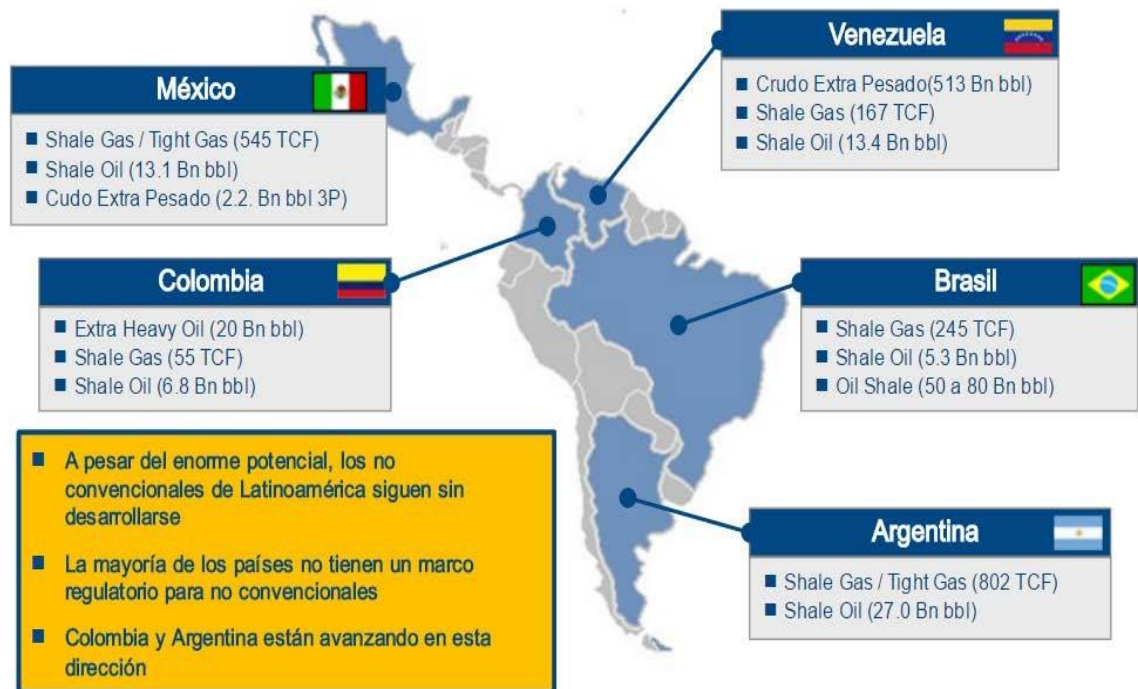 México
■ Shale Gas / Tight Gas (545 TCF)
■ Shale Oil (13.1 Bn bbl)
■ Cudo Extra Pesado (2.2. Bn bbl 3P)
Venezuela
■ Crudo Extra Pesado(513 Bn bbl)
■ Shale Gas (167 TCF)
■ Shale Oil (13.4 Bn bbl)
Colombia
■ Extra Heavy Oil (20 Bn bbl)
■ Shale Gas (55 TCF)
■ Shale Oil (6.8 Bn bbl)
Brasil
■ Shale Gas (245 TCF)
■ Shale Oil (5.3 Bn bbl)
■ Oil Shale (50 a 80 Bn bbl)
■ A pesar del enorme potencial, los no
convencionales de Latinoamérica siguen sin
desarrollarse
■ La mayoría de los países no tienen un marco
regulatorio para no convencionales
■ Colombia y Argentina están avanzando en esta
dirección
Argentina
■ Shale Gas / Tight Gas (802 TCF)
■ Shale Oil (27.0 Bn bbl)